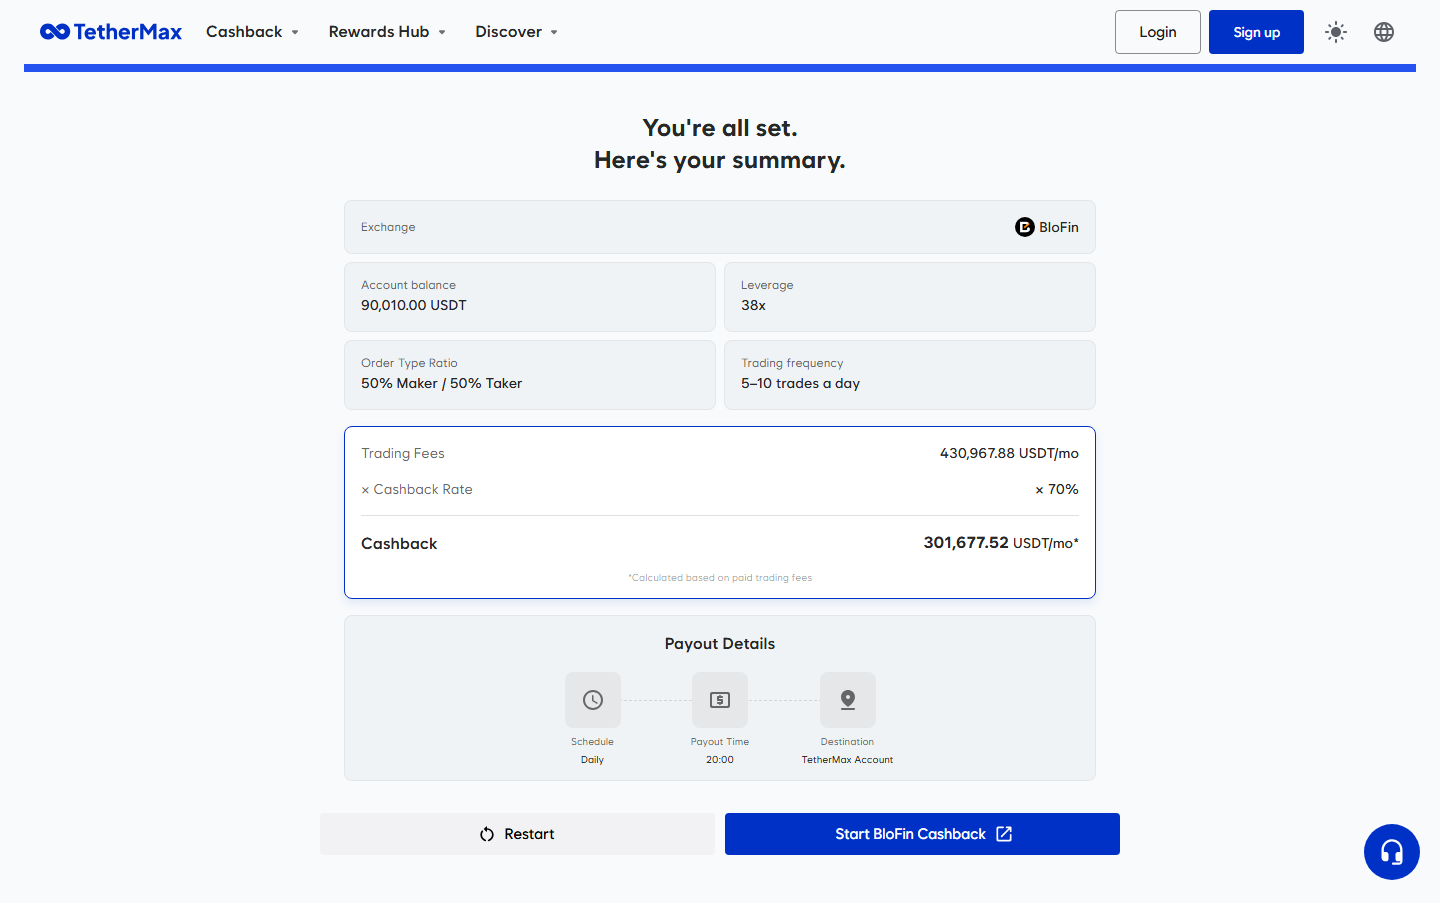 TetherMax Cashback Rewards Hub Discover Login Sign up
You're all set.
Here's your summary.
Exchange BloFin
Account balance
90,010.00 USDT
Leverage
38x
Order Type Ratio
50% Maker / 50% Taker
Trading frequency
5–10 trades a day
Trading Fees 430,967.88 USDT/mo
× Cashback Rate × 70%
Cashback 301,677.52 USDT/mo*
*Calculated based on paid trading fees
Payout Details
Schedule
Daily
Payout Time
20:00
Destination
TetherMax Account
Restart
Start BloFin Cashback